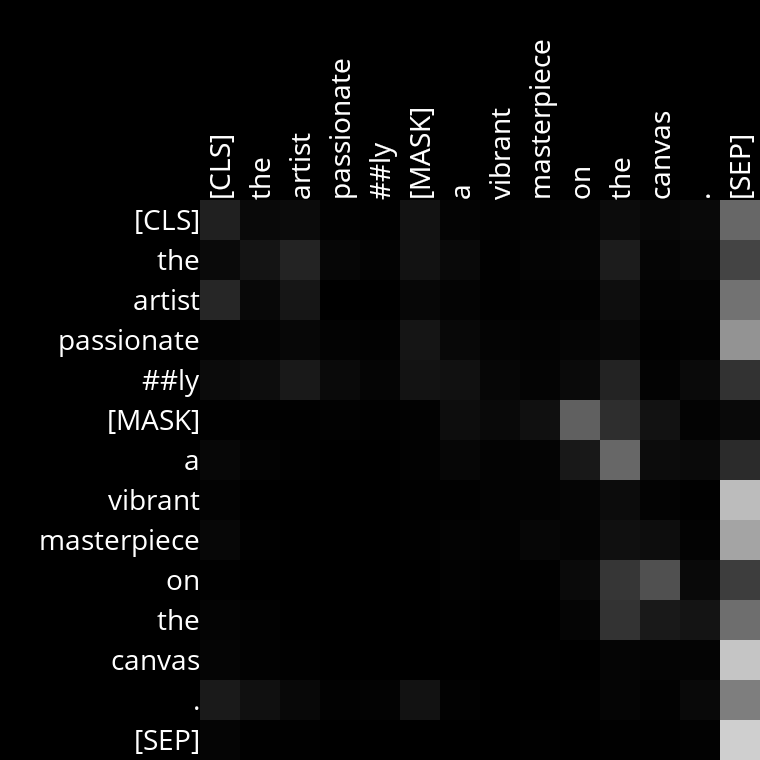 [CLS] the artist passionate ##ly [MASK] a vibrant masterpiece on the canvas . [SEP]
[CLS]
the
artist
passionate
##ly
[MASK]
a
vibrant
masterpiece
on
the
canvas
.
[SEP]